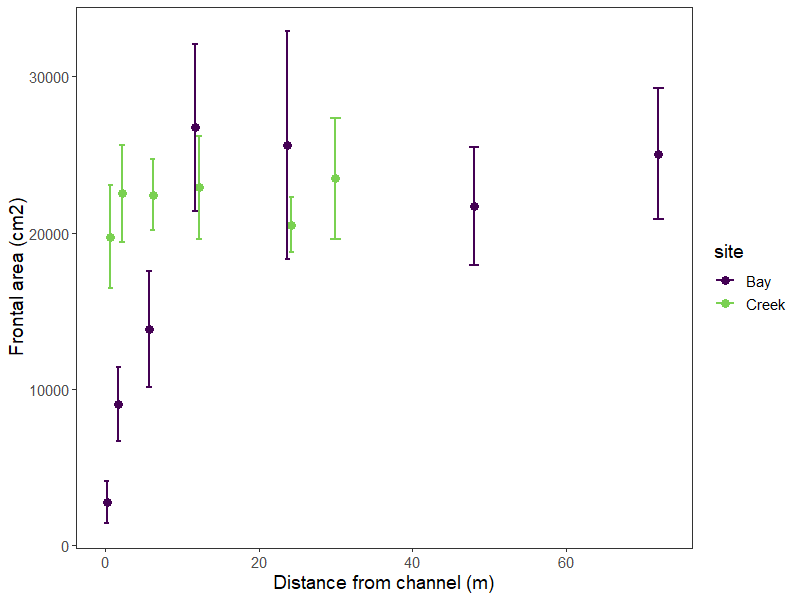 30000
20000
10000
0
Frontal area (cm2)
0 20 40 60
Distance from channel (m)
site
Bay
Creek